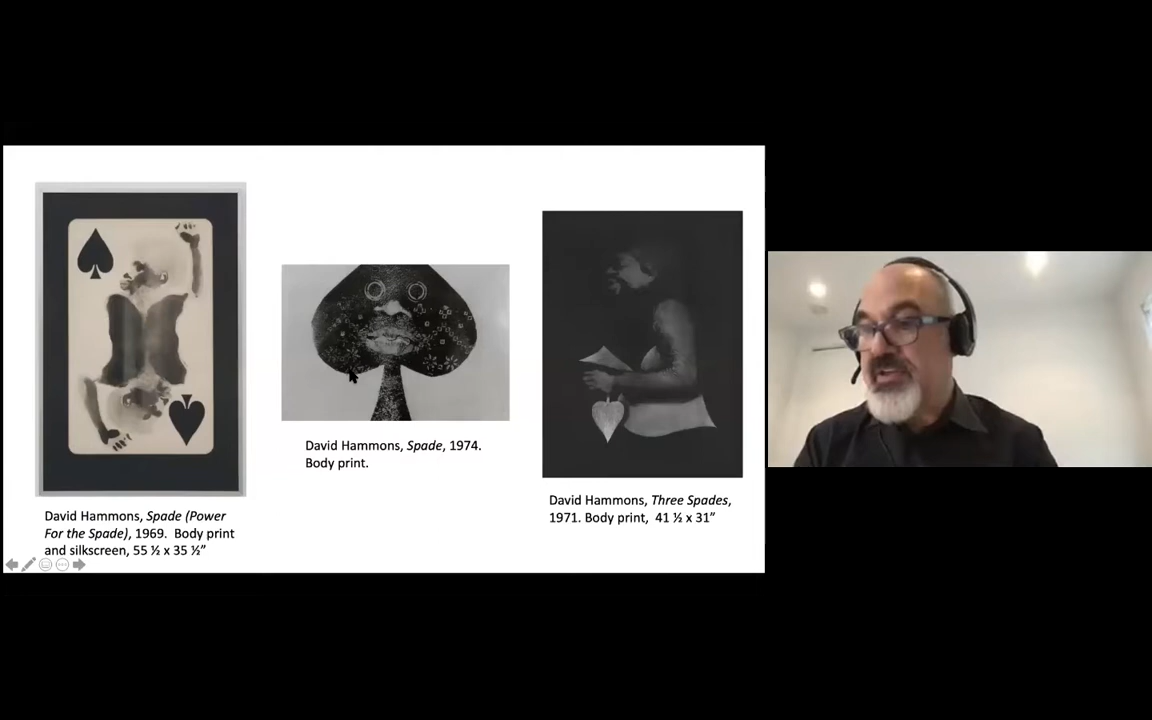 David Hammons, Spade (Power
For the Spade), 1969.  Body print
and silkscreen, 55 ½ x 35 ½”
David Hammons, Spade, 1974.
Body print.
David Hammons, Three Spades,
1971. Body print,  41 ½ x 31”